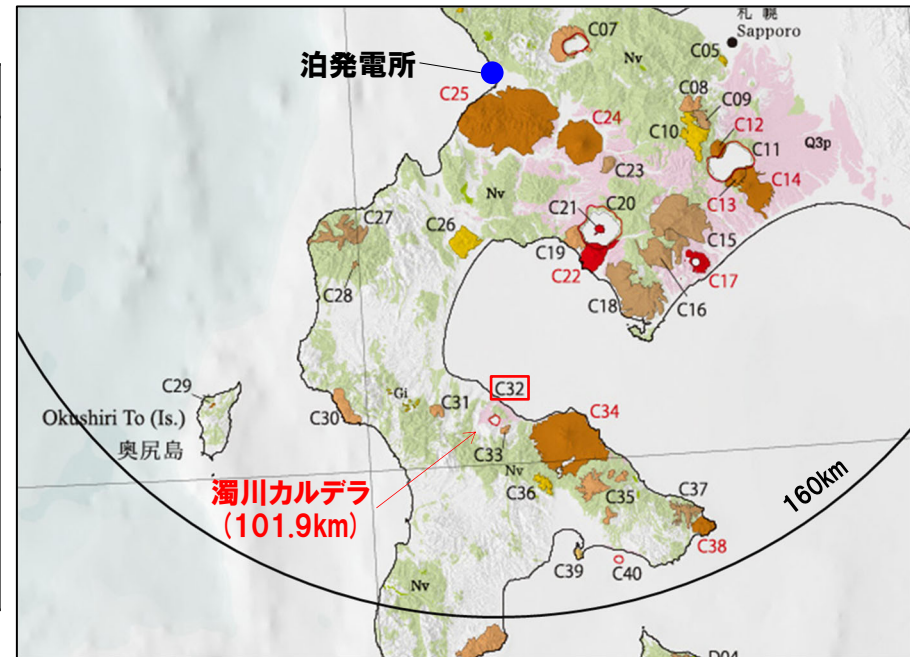 札幌
Sapporo
C07
Nv
C05
泊発電所
C25
C24
C08
C09
C10
C12
C11
Q3p
C14
C13
C23
Nv
C20
C21
C27
C26
C15
C19
C22
C17
C28
C18
C16
C29
C32
Gi
C31
C34
Okushiri To (Is.)
C30
奥尻島
C33
Nv
濁川カルデラ
(101.9km)
C36
C35
C37
160km
C38
C39
C40
Nv
D04